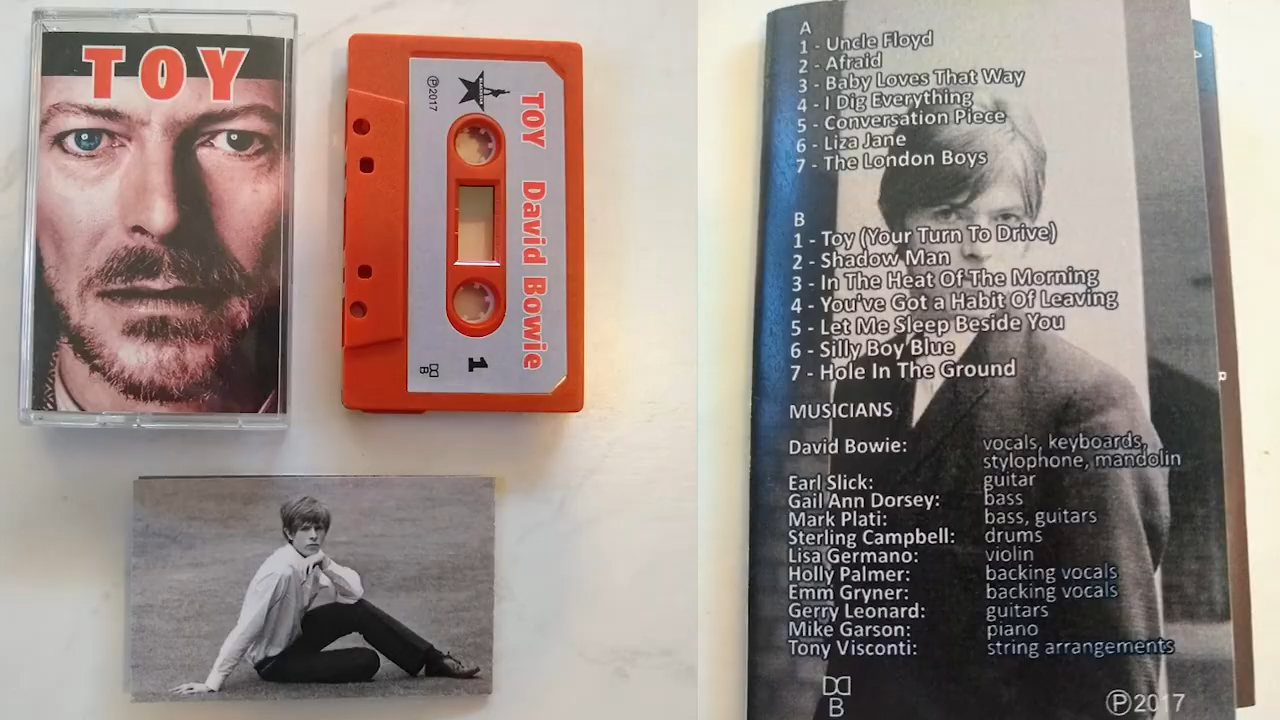 TOY
TOY David Bowie
℗2017
1
B
A
1 - Uncle Floyd
2 - Afraid
3 - Baby Loves That Way
4 - I Dig Everything
5 - Conversation Piece
6 - Liza Jane
7 - The London Boys
B
1 - Toy (Your Turn To Drive)
2 - Shadow Man
3 - In The Heat Of The Morning
4 - You've Got a Habit Of Leaving
5 - Let Me Sleep Beside You
6 - Silly Boy Blue
7 - Hole In The Ground
MUSICIANS
David Bowie: vocals, keyboards,
stylophone, mandolin
Earl Slick: guitar
Gail Ann Dorsey: bass
Mark Plati: bass, guitars
Sterling Campbell: drums
Lisa Germano: violin
Holly Palmer: backing vocals
Emm Gryner: backing vocals
Gerry Leonard: guitars
Mike Garson: piano
Tony Visconti: string arrangements
B
℗2017